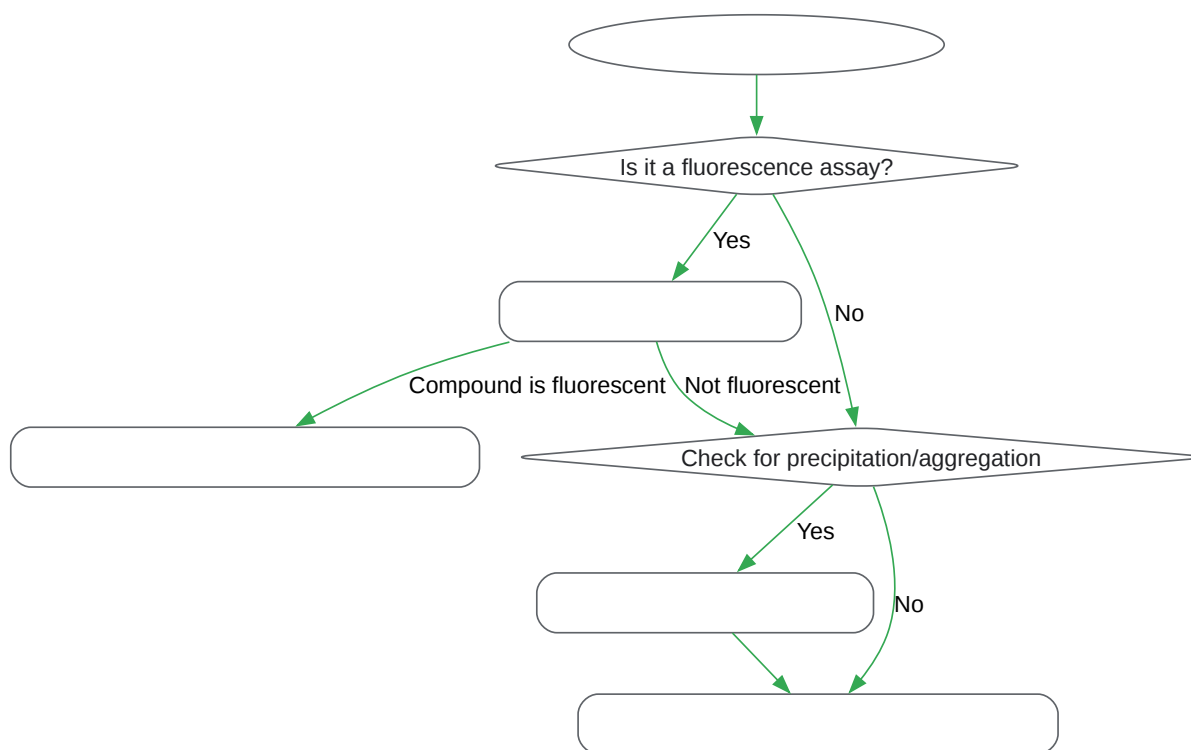 Is it a fluorescence assay?
Yes
No
Compound is fluorescent
Not fluorescent
Check for precipitation/aggregation
Yes
No